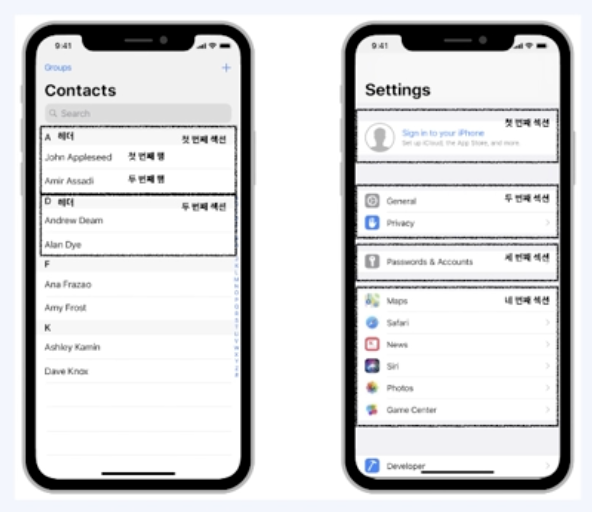 9:41
Groups +
Contacts
Search
A 헤더 첫 번째 섹션
John Appleseed 첫 번째 행
Amir Assadi 두 번째 행
D 헤더 두 번째 섹션
Andrew Deam
Alan Dye
F
Ana Frazao
Amy Frost
K
Ashley Kamin
Dave Knox
9:41
Settings
첫 번째 섹션
Sign in to your iPhone
Set up iCloud, the App Store, and more
General 두 번째 섹션
Privacy
Passwords & Accounts 세 번째 섹션
Maps 네 번째 섹션
Safari
News
Siri
Photos
Game Center
Developer